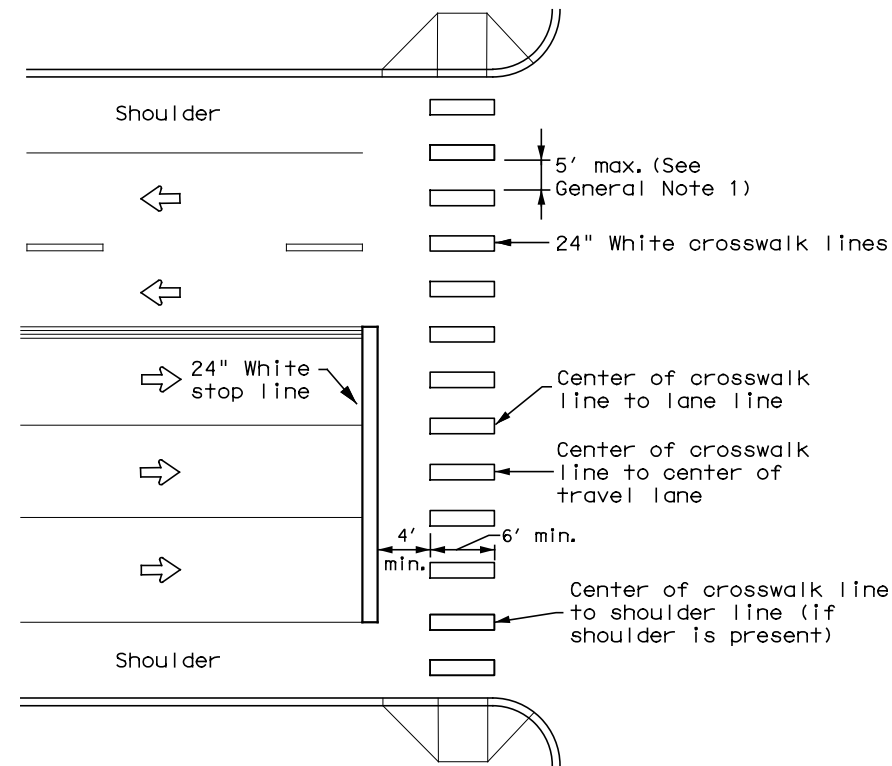 Shoulder
5' max. (See
General Note 1)
24" White crosswalk lines
24" White
stop line
Center of crosswalk
line to lane line
Center of crosswalk
line to center of
travel lane
4'
min.
6' min.
Center of crosswalk line
to shoulder line (if
shoulder is present)
Shoulder